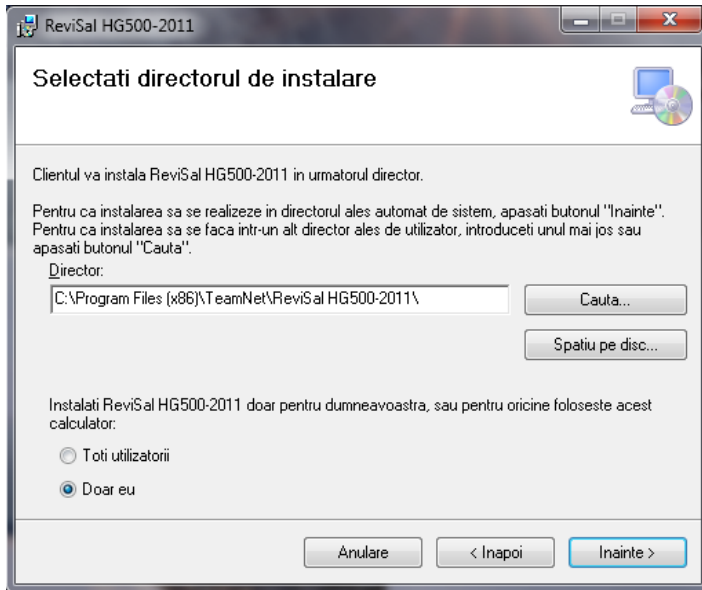 ReviSal HG500-2011
Selectati directorul de instalare
Clientul va instala ReviSal HG500-2011 in urmatorul director.
Pentru ca instalarea sa se realizeze in directorul ales automat de sistem, apasati butonul "Inainte".
Pentru ca instalarea sa se faca intr-un alt director ales de utilizator, introduceti unul mai jos sau
apasati butonul "Cauta".
Director:
C:\Program Files (x86)\TeamNet\ReviSal HG500-2011\
Cauta...
Spatiu pe disc...
Instalati ReviSal HG500-2011 doar pentru dumneavoastra, sau pentru oricine foloseste acest
calculator:
Toti utilizatorii
Doar eu
Anulare
< Inapoi
Inainte >